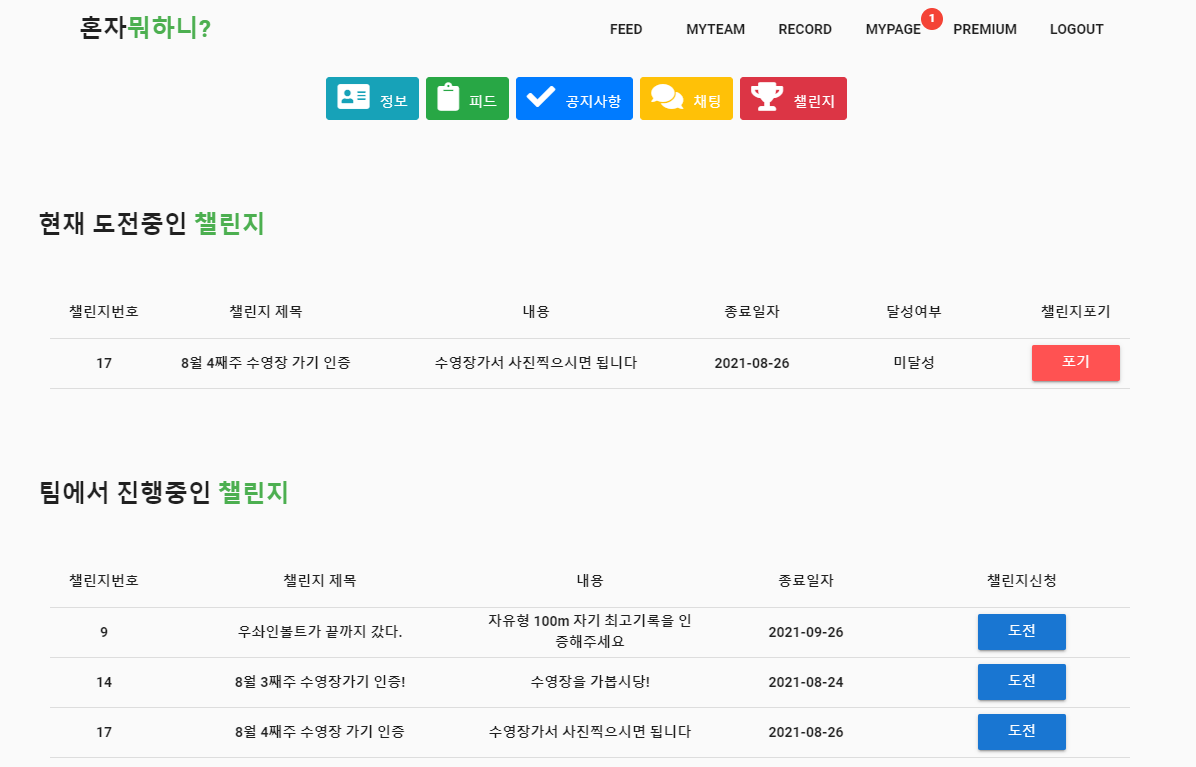 혼자뭐하니?
FEED MYTEAM RECORD MYPAGE 1 PREMIUM LOGOUT
정보 피드 공지사항 채팅 챌린지
현재 도전중인 챌린지
챌린지번호 챌린지 제목 내용 종료일자 달성여부 챌린지포기
17 8월 4째주 수영장 가기 인증 수영장가서 사진찍으시면 됩니다 2021-08-26 미달성 포기
팀에서 진행중인 챌린지
챌린지번호 챌린지 제목 내용 종료일자 챌린지신청
9 우솨인볼트가 끝까지 갔다. 자유형 100m 자기 최고기록을 인
증해주세요 2021-09-26 도전
14 8월 3째주 수영장가기 인증! 수영장을 가봅시당! 2021-08-24 도전
17 8월 4째주 수영장 가기 인증 수영장가서 사진찍으시면 됩니다 2021-08-26 도전